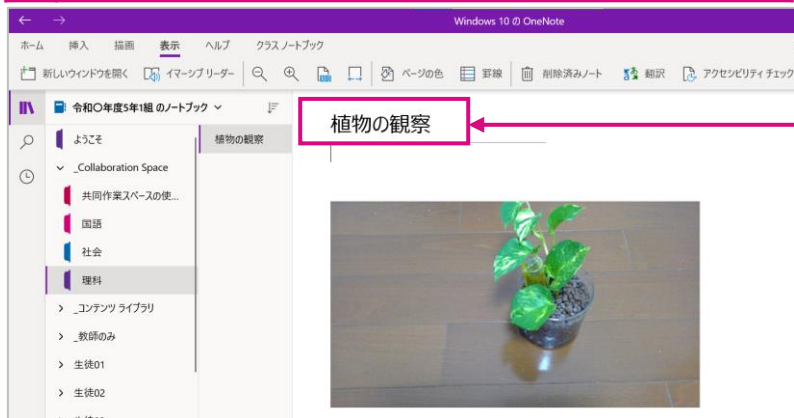 Windows 10 の OneNote
ホーム 挿入 描画 表示 ヘルプ クラス ノートブック
新しいウィンドウを開く イマーシブ リーダー ページの色 罫線 削除済みノート 翻訳 アクセシビリティ チェック
令和〇年度5年1組 のノートブック
ようこそ
_Collaboration Space
共同作業スペースの使...
国語
社会
理科
_コンテンツ ライブラリ
_教師のみ
生徒01
生徒02
植物の観察
植物の観察